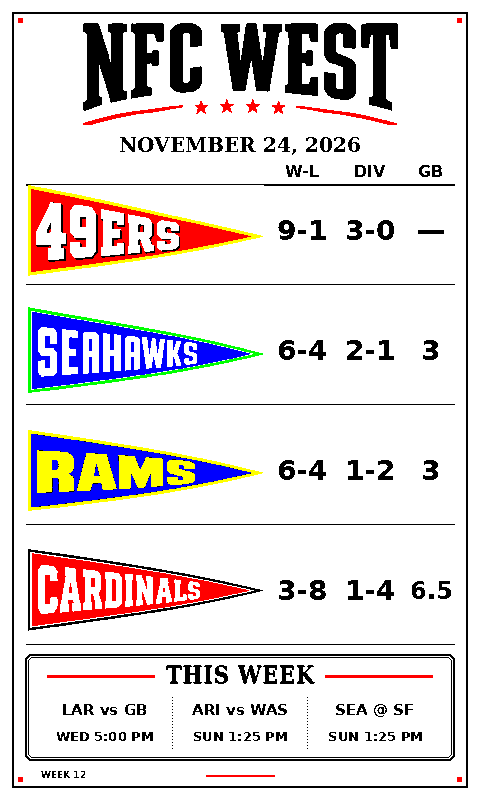 NFC WEST
NOVEMBER 24, 2026
W-L DIV GB
49ERS 9-1 3-0 —
SEAHAWKS 6-4 2-1 3
RAMS 6-4 1-2 3
CARDINALS 3-8 1-4 6.5
THIS WEEK
LAR vs GB ARI vs WAS SEA @ SF
WED 5:00 PM SUN 1:25 PM SUN 1:25 PM
WEEK 12